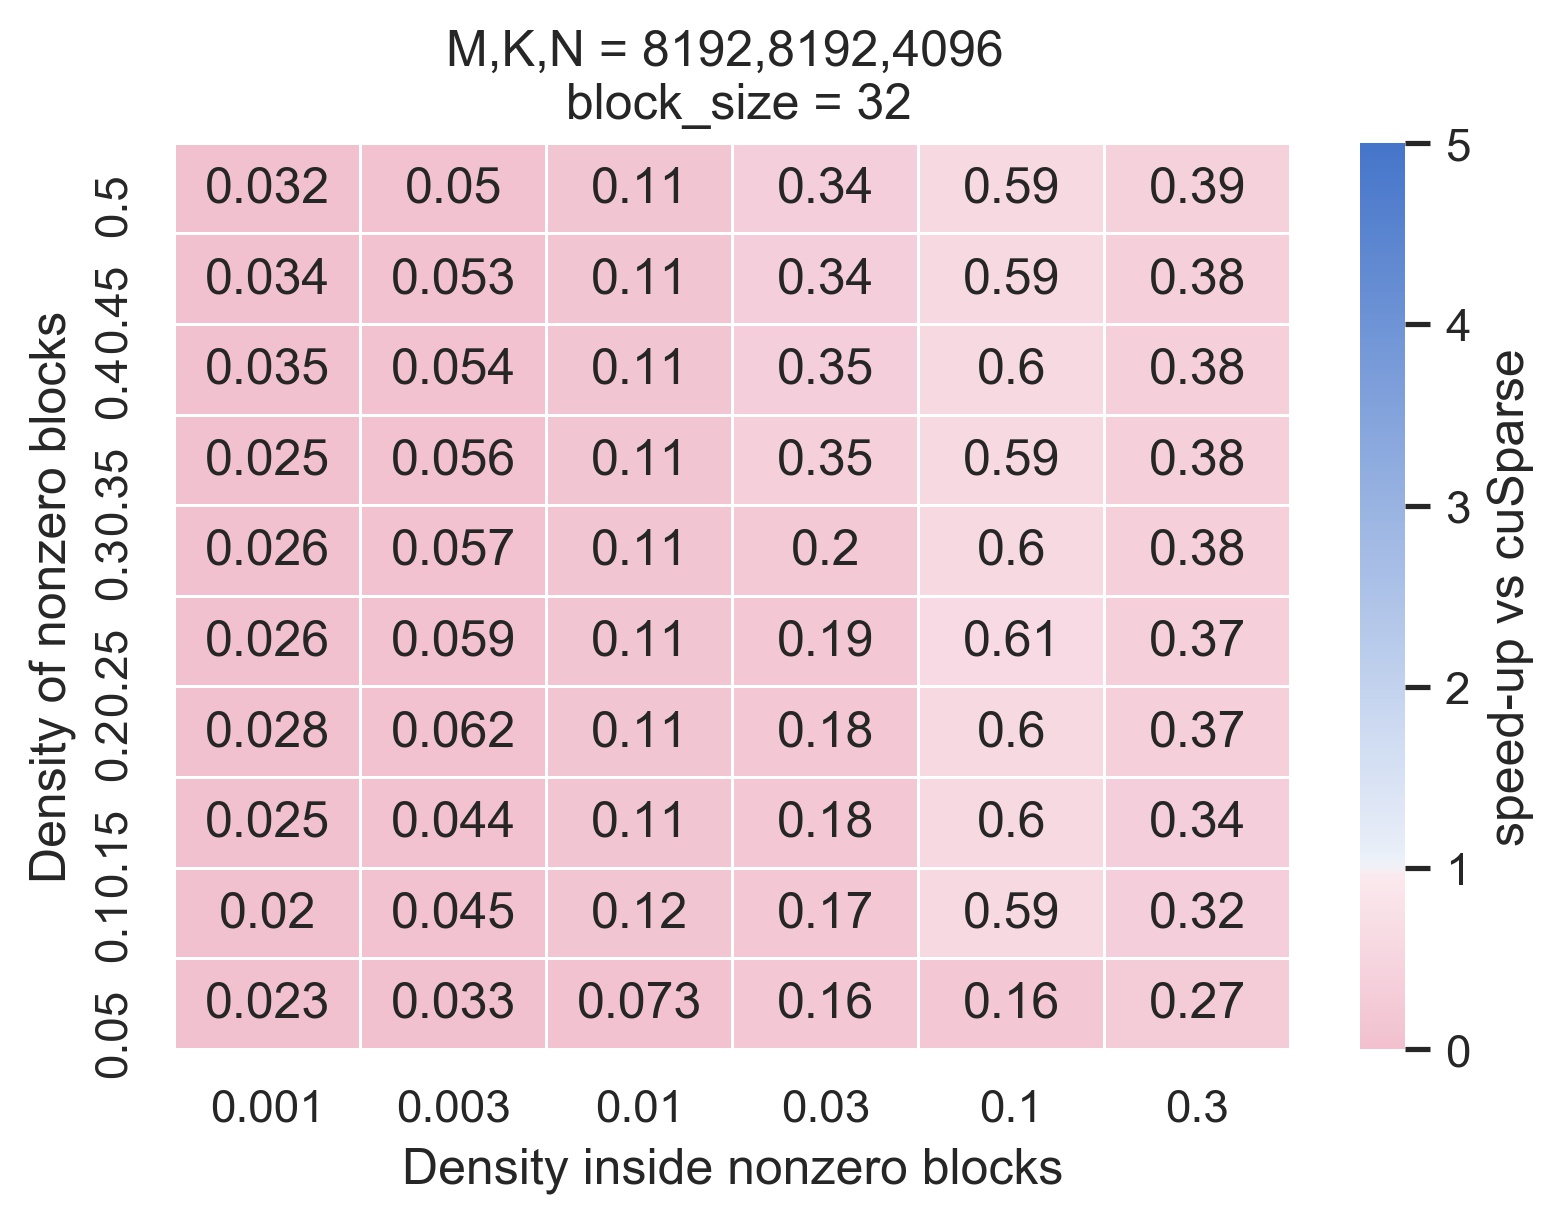 M,K,N = 8192,8192,4096
block_size = 32
Density of nonzero blocks
0.5 0.032 0.05 0.11 0.34 0.59 0.39
0.45 0.034 0.053 0.11 0.34 0.59 0.38
0.4 0.035 0.054 0.11 0.35 0.6 0.38
0.35 0.025 0.056 0.11 0.35 0.59 0.38
0.3 0.026 0.057 0.11 0.2 0.6 0.38
0.25 0.026 0.059 0.11 0.19 0.61 0.37
0.2 0.028 0.062 0.11 0.18 0.6 0.37
0.15 0.025 0.044 0.11 0.18 0.6 0.34
0.1 0.02 0.045 0.12 0.17 0.59 0.32
0.05 0.023 0.033 0.073 0.16 0.16 0.27
0.001 0.003 0.01 0.03 0.1 0.3
Density inside nonzero blocks
5
4
3
2
1
0
speed-up vs cuSparse